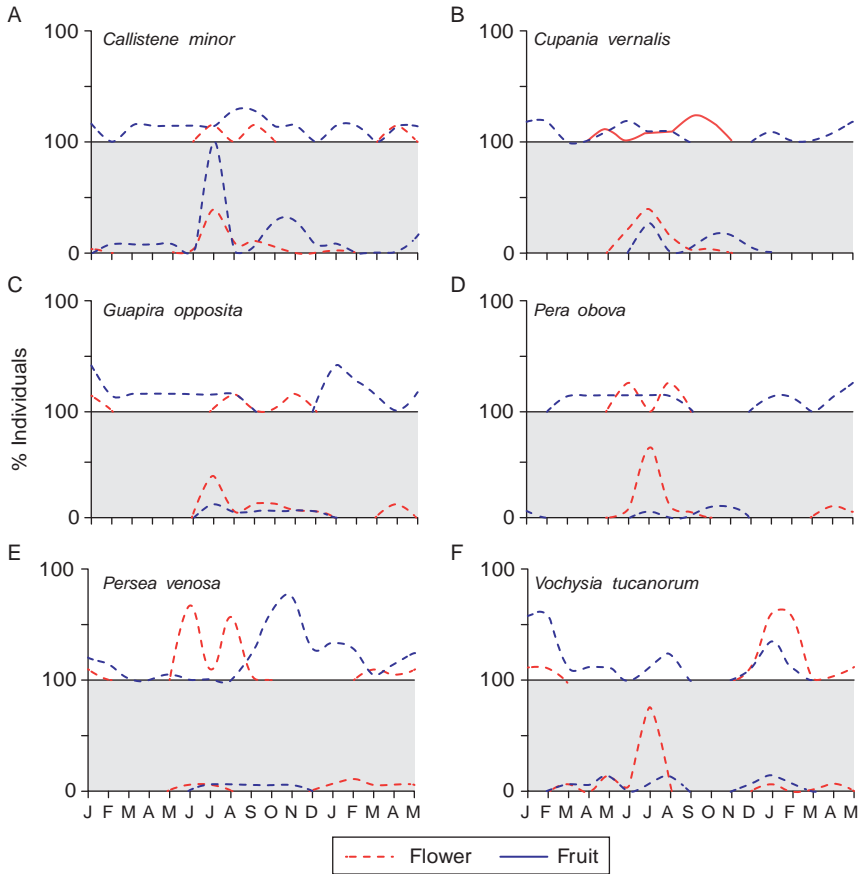 A
B
100
Callistene minor
100
Cupania vernalis
100
100
0
0
C
D
100
Guapira opposita
100
Pera obova
100
100
0
0
% Individuals
E
F
100
Persea venosa
100
Vochysia tucanorum
100
100
0
0
J F M A M J J A S O N D J F M A M
J F M A M J J A S O N D J F M A M
Flower
Fruit